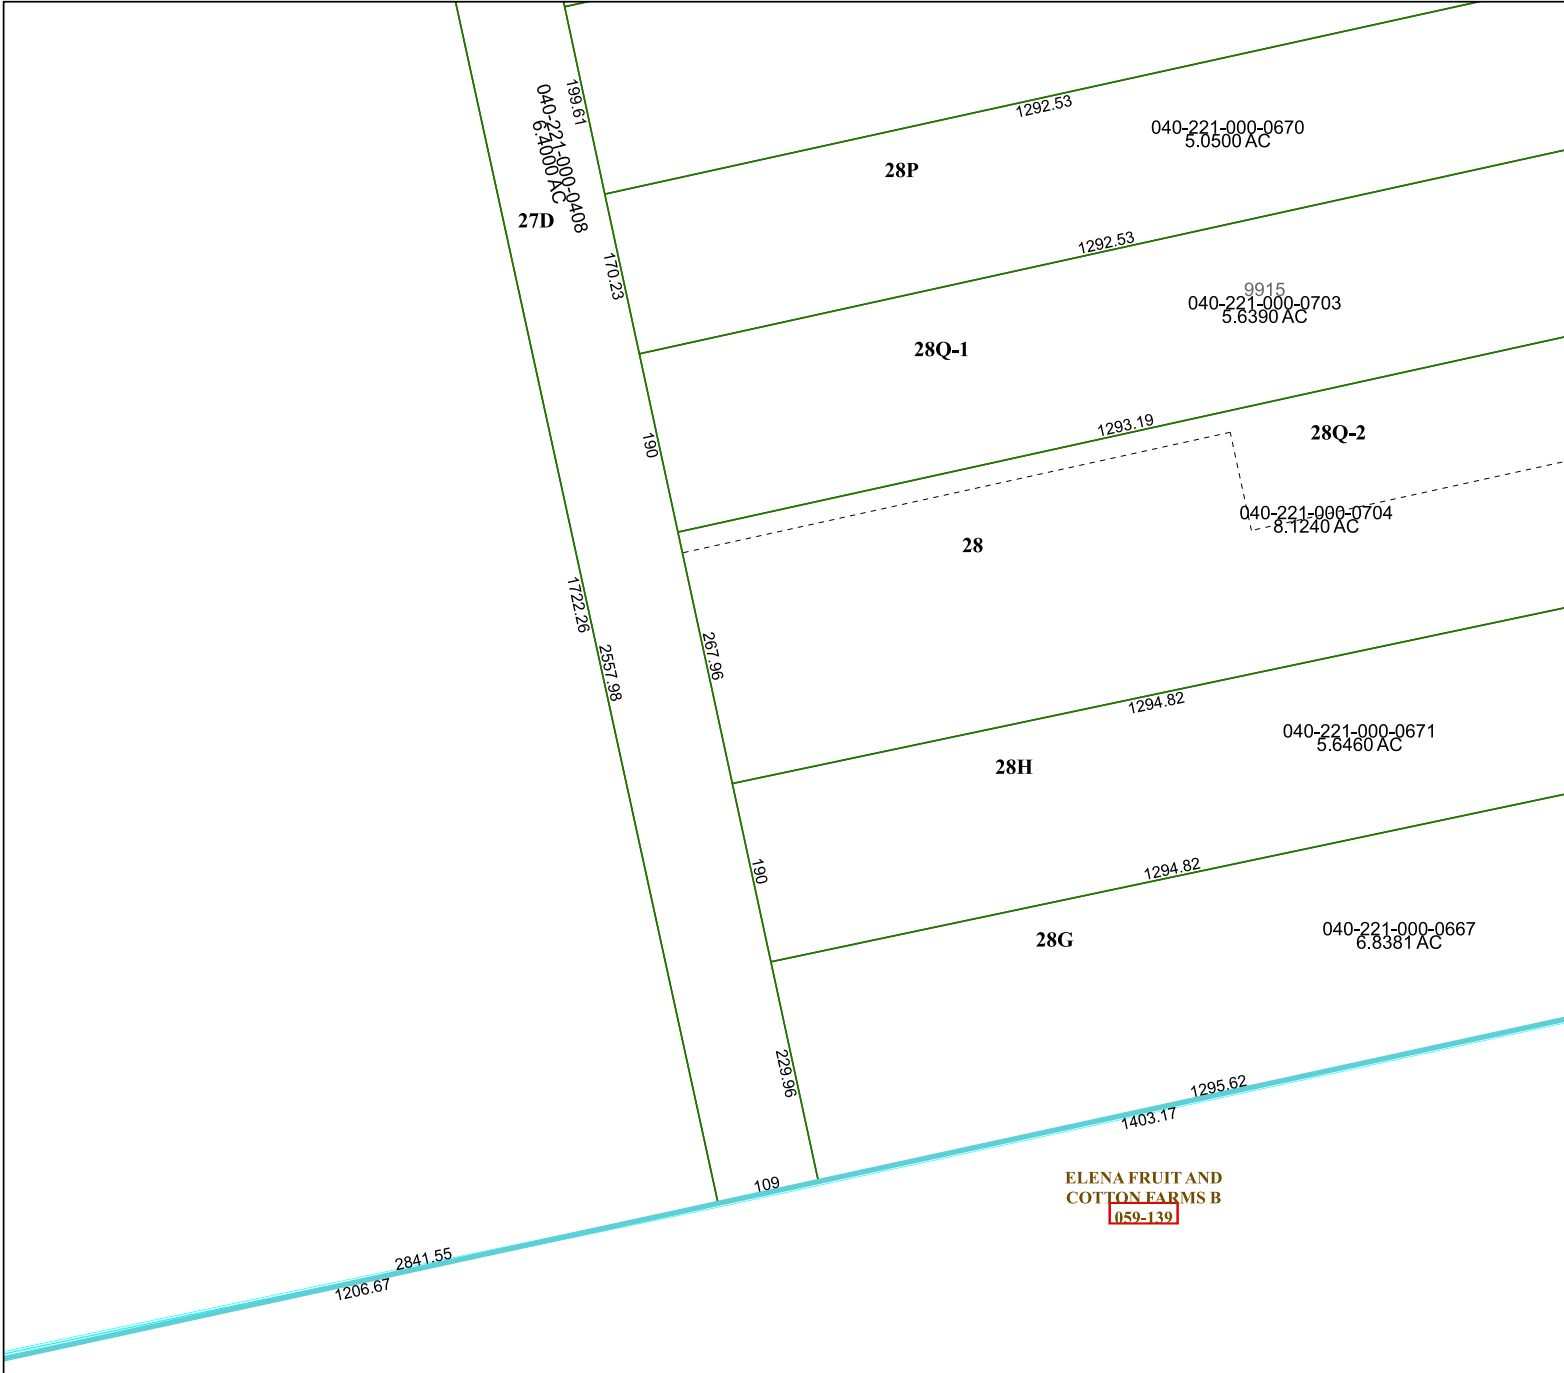 199.61
040-221-000-0408
6.4000 AC
27D
1292.53
040-221-000-0670
5.0500 AC
28P
170.23
1292.53
9915
040-221-000-0703
5.6390 AC
28Q-1
190
1293.19
28Q-2
040-221-000-0704
8.1240 AC
28
1722.26
2557.98
267.96
1294.82
040-221-000-0671
5.6460 AC
28H
190
1294.82
040-221-000-0667
6.8381 AC
28G
229.96
1295.62
1403.17
109
ELENA FRUIT AND
COTTON FARMS B
059-139
2841.55
1206.67